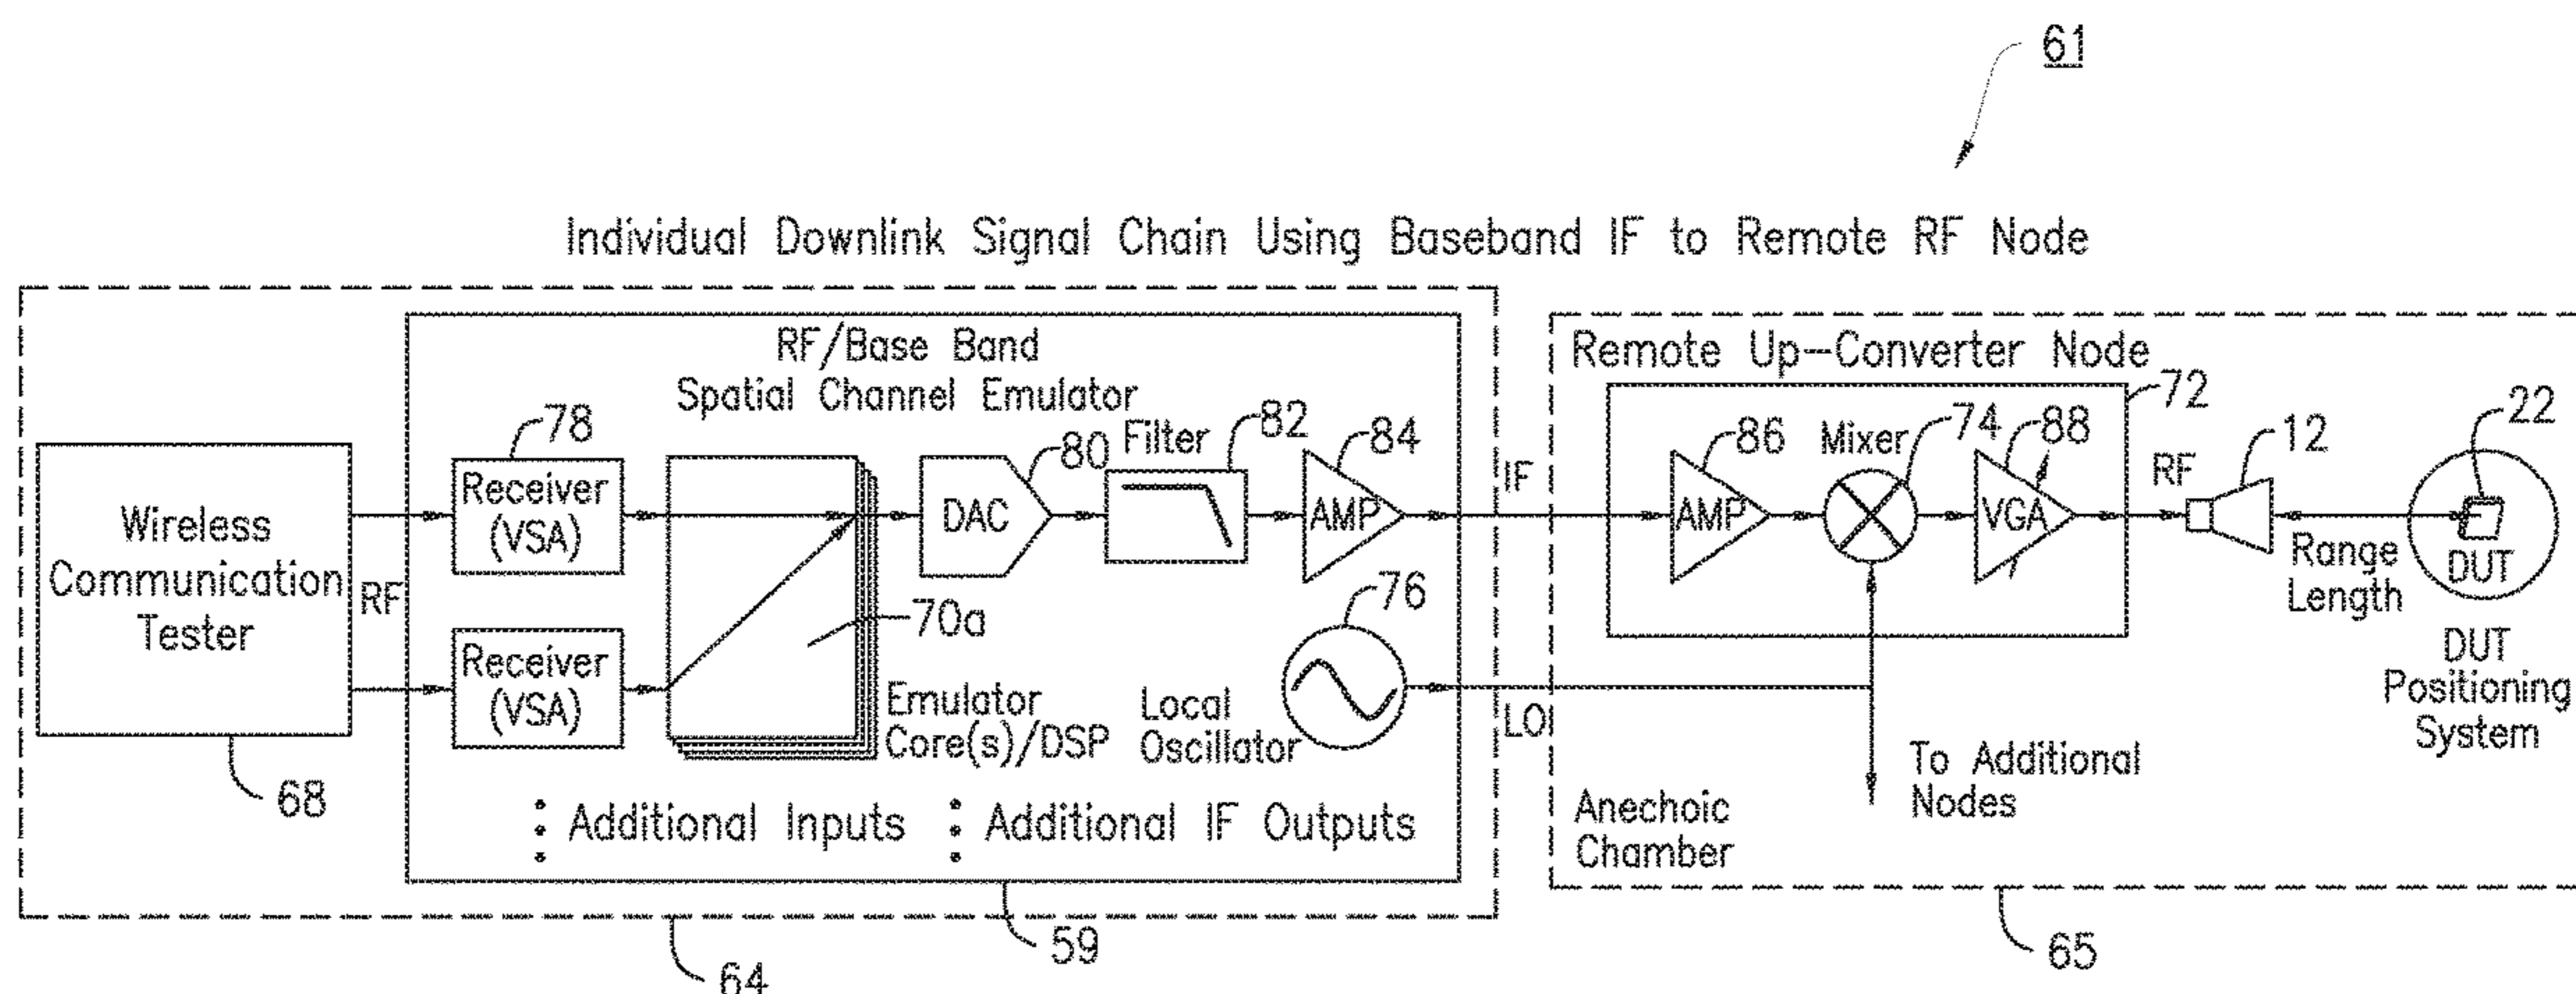 61
Individual Downlink Signal Chain Using Baseband IF to Remote RF Node
RF/Base Band
Spatial Channel Emulator
Wireless
Communication
Tester
68
RF
78
Receiver
(VSA)
Receiver
(VSA)
70a
Emulator
Core(s)/DSP
DAC
80
Filter
82
AMP
84
Local
Oscillator
76
Additional Inputs
Additional IF Outputs
59
64
IF
LO
Remote Up-Converter Node
72
AMP
86
Mixer
74
VGA
88
RF
12
Range
Length
22
DUT
DUT
Positioning
System
To Additional
Nodes
Anechoic
Chamber
65